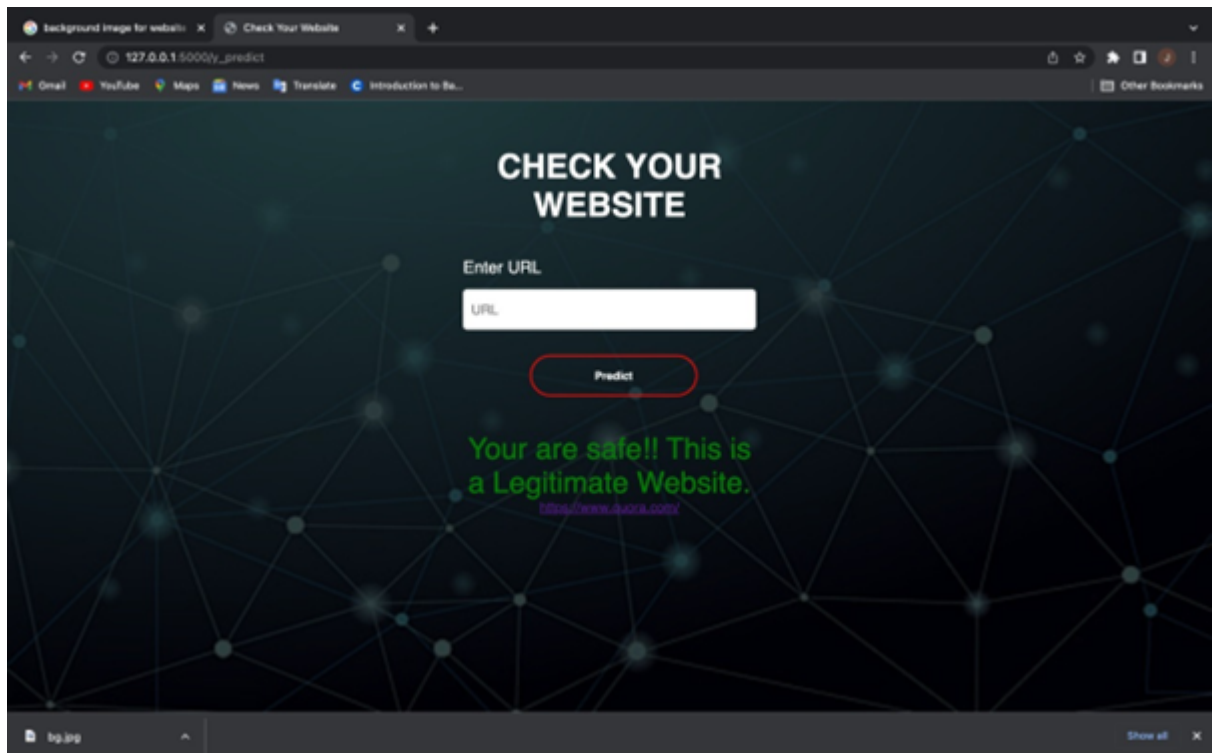 background image for website
Check Your Website
127.0.0.1:5000/y_predict
Gmail
YouTube
Maps
News
Translate
Introduction to Ba...
Other Bookmarks
CHECK YOUR
WEBSITE
Enter URL
URL
Predict
Your are safe!! This is
a Legitimate Website.
https://www.quora.com/
bg.jpg
Show all